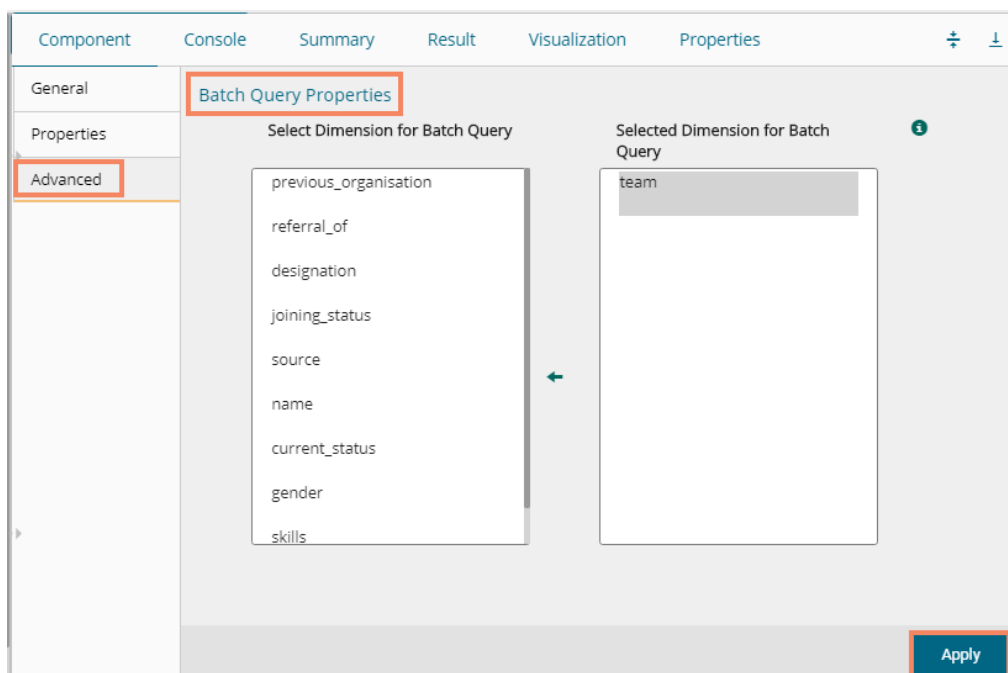 Component Console Summary Result Visualization Properties
General
Properties
Advanced
Batch Query Properties
Select Dimension for Batch Query
previous_organisation
referral_of
designation
joining_status
source
name
current_status
gender
skills
Selected Dimension for Batch
Query
team
Apply